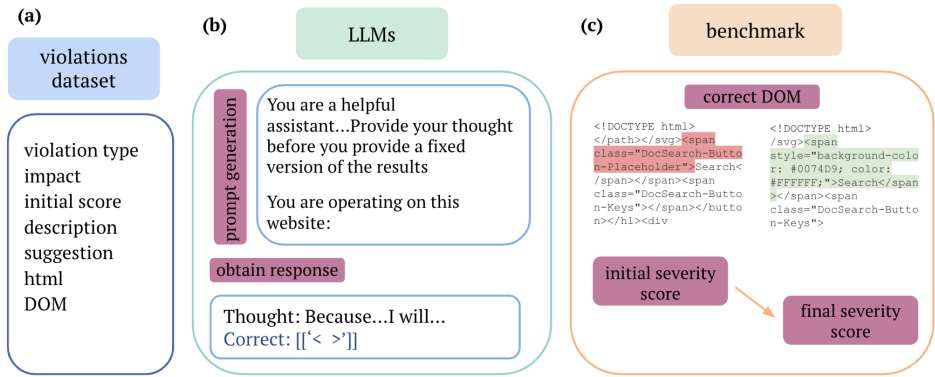 (a)
violations
dataset
violation type
impact
initial score
description
suggestion
html
DOM
(b)
LLMs
prompt generation
You are a helpful
assistant...Provide your thought
before you provide a fixed
version of the results
You are operating on this
website:
obtain response
Thought: Because...I will...
Correct: [['< >']]
(c)
benchmark
correct DOM
<!DOCTYPE html>
</path></svg><span
class="DocSearch-Butto
n-Placeholder">Search<
/span></span><span
class="DocSearch-Butto
n-Keys"></span></butto
n></hl><div
<!DOCTYPE html>
/svg><span
style="background-colo
r: #0074D9; color:
#FFFFFF;">Search</span
></span><span
class="DocSearch-Butto
n-Keys">
initial severity
score
final severity
score